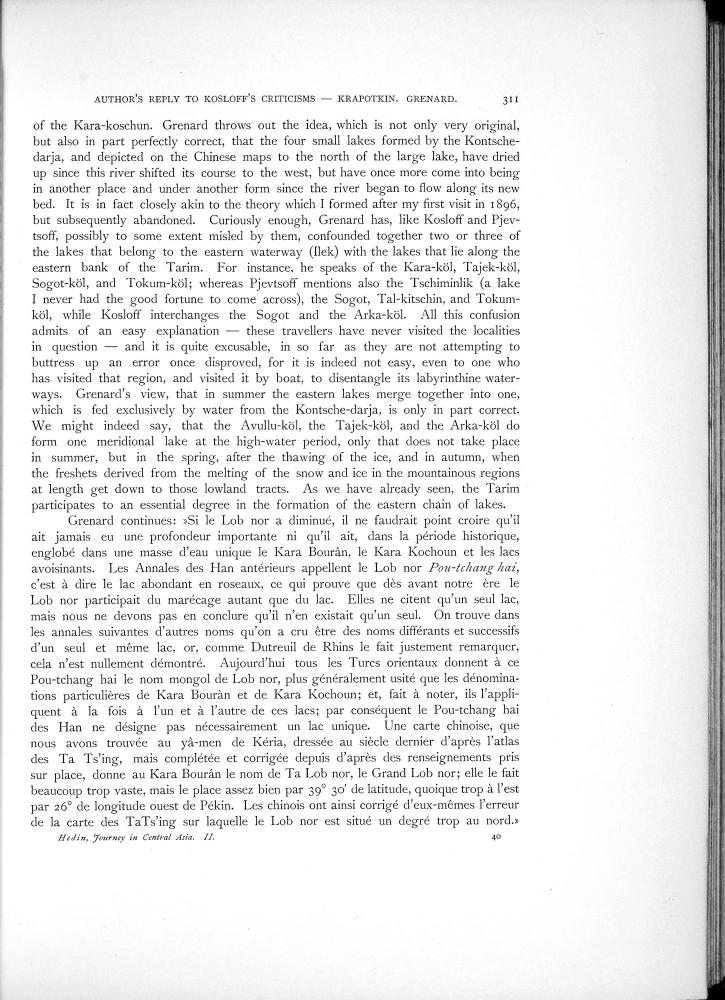 AUTHOR'S REPLY TO KOSLOFF'S CRITICISMS — KRAPOTKIN. GRENARD. 311
of the Kara-koschun. Grenard throws out the idea, which is not only very original,
but also in part perfectly correct, that the four small lakes formed by the Kontsche-
darja, and depicted on the Chinese maps to the north of the large lake, have dried
up since this river shifted its course to the west, but have once more come into being
in another place and under another form since the river began to flow along its new
bed. It is in fact closely akin to the theory which I formed after my first visit in 1896,
but subsequently abandoned. Curiously enough, Grenard has, like Kosloff and Pjev-
tsoff, possibly to some extent misled by them, confounded together two or three of
the lakes that belong to the eastern waterway (Ilek) with the lakes that lie along the
eastern bank of the Tarim. For instance, he speaks of the Kara-köl, Tajek-köl,
Sogot-köl, and Tokum-köl; whereas Pjevtsoff mentions also the Tschiminlik (a lake
I never had the good fortune to come across), the Sogot, Tal-kitschin, and Tokum-
köl, while Kosloff interchanges the Sogot and the Arka-köl. All this confusion
admits of an easy explanation — these travellers have never visited the localities
in question — and it is quite excusable, in so far as they are not attempting to
buttress up an error once disproved, for it is indeed not easy, even to one who
has visited that region, and visited it by boat, to disentangle its labyrinthine water-
ways. Grenard's view, that in summer the eastern lakes merge together into one,
which is fed exclusively by water from the Kontsche-darja, is only in part correct.
We might indeed say, that the Avullu-köl, the Tajek-köl, and the Arka-köl do
form one meridional lake at the high-water period, only that does not take place
in summer, but in the spring, after the thawing of the ice, and in autumn, when
the freshets derived from the melting of the snow and ice in the mountainous regions
at length get down to those lowland tracts. As we have already seen, the Tarim
participates to an essential degree in the formation of the eastern chain of lakes.
Grenard continues: »Si le Lob nor a diminué, il ne faudrait point croire qu'il
ait jamais eu une profondeur importante ni qu'il ait, dans la période historique,
englobé dans une masse d'eau unique le Kara Bourân, le Kara Kochoun et les lacs
avoisinants. Les Annales des Han antérieurs appellent le Lob nor Pou-tchang hai,
c'est à dire le lac abondant en roseaux, ce qui prouve que dès avant notre ère le
Lob nor participait du marécage autant que du lac. Elles ne citent qu'un seul lac,
mais nous ne devons pas en conclure qu'il n'en existait qu'un seul. On trouve dans
les annales suivantes d'autres noms qu'on a cru être des noms différants et successifs
d'un seul et même lac, or, comme Dutreuil de Rhins le fait justement remarquer,
cela n'est nullement démontré. Aujourd'hui tous les Turcs orientaux donnent à ce
Pou-tchang hai le nom mongol de Lob nor, plus généralement usité que les dénomina-
tions particulières de Kara Bouràn et de Kara Kochoun; et, fait à noter, ils l'appli-
quent à la fois à l'un et à l'autre de ces lacs; par conséquent le Pou-tchang hai
des Han ne désigne pas nécessairement un lac unique. Une carte chinoise, que
nous avons trouvée au yâ-men de Kéria, dressée au siècle dernier d'après l'atlas
des Ta Ts'ing, mais complétée et corrigée depuis d'après des renseignements pris
sur place, donne au Kara Bourân le nom de Ta Lob nor, le Grand Lob nor; elle le fait
beaucoup trop vaste, mais le place assez bien par 39° 30' de latitude, quoique trop à l'est
par 26° de longitude ouest de Pékin. Les chinois ont ainsi corrigé d'eux-mêmes l'erreur
de la carte des TaTs'ing sur laquelle le Lob nor est situé un degré trop au nord.»
Hedin, Journey in Central Asia. II. 40